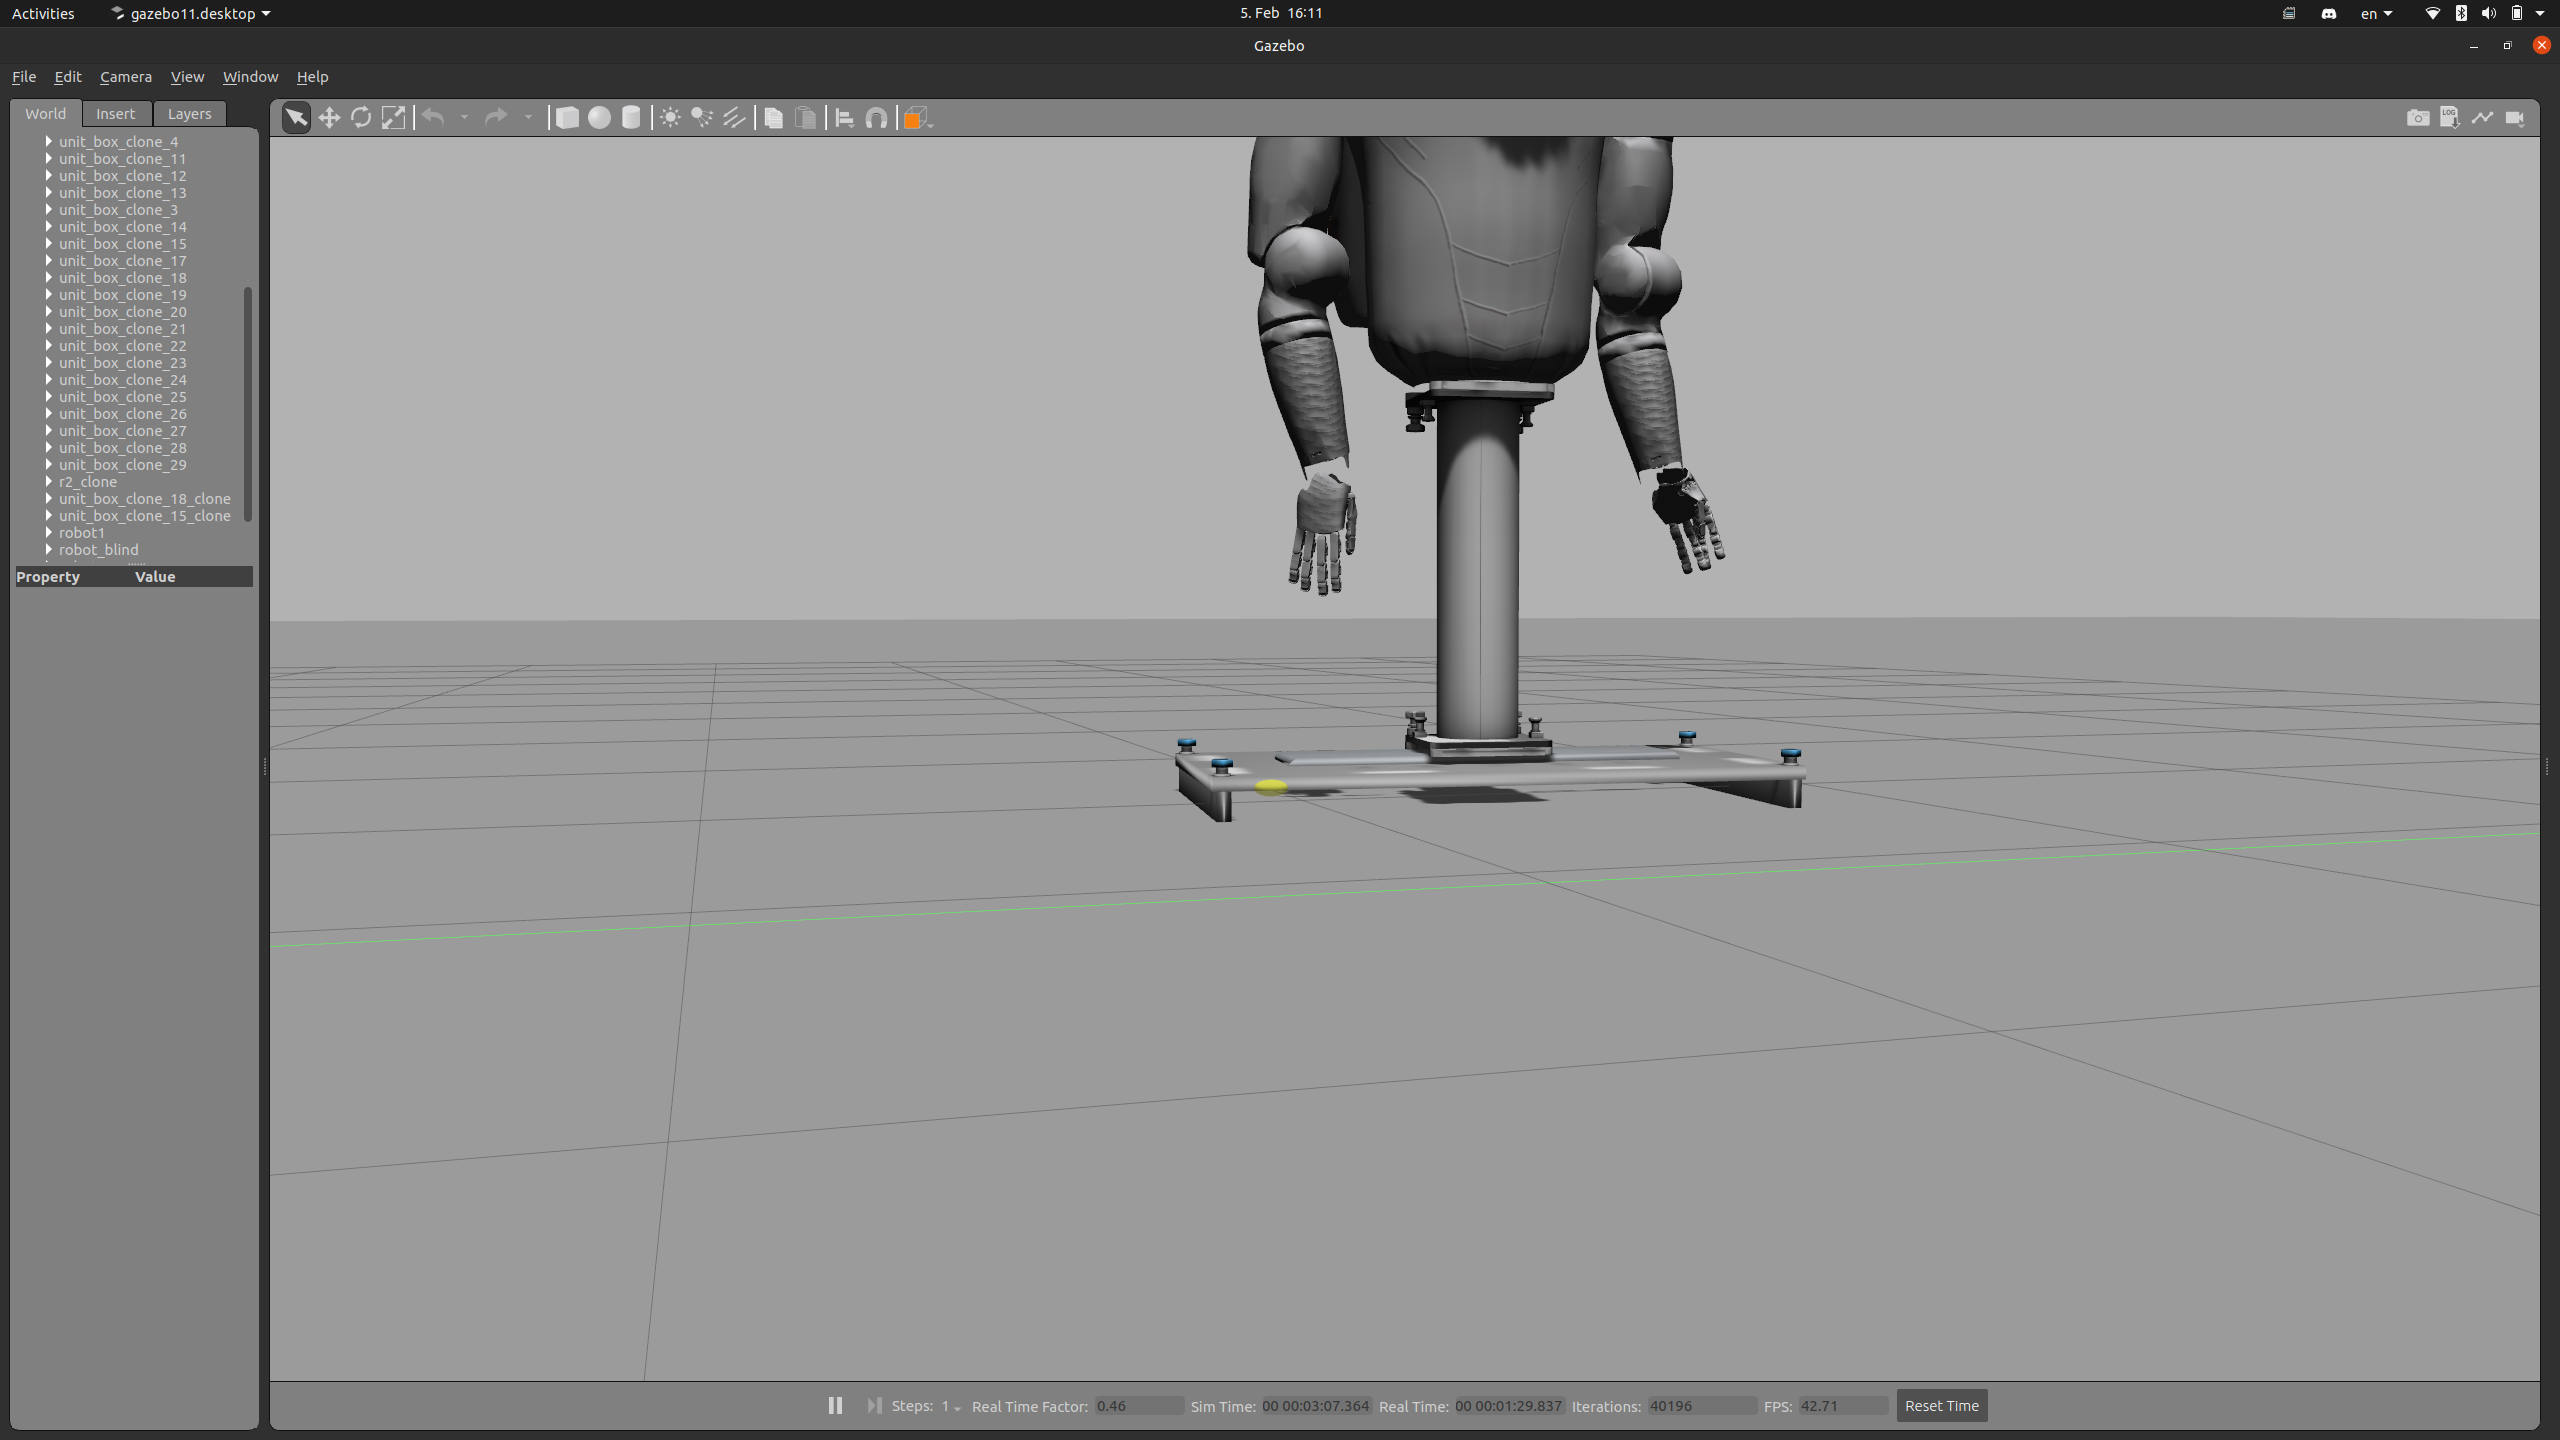 Activities gazebo11.desktop 5. Feb 16:11 en
Gazebo
File Edit Camera View Window Help
World Insert Layers
unit_box_clone_4
unit_box_clone_11
unit_box_clone_12
unit_box_clone_13
unit_box_clone_3
unit_box_clone_14
unit_box_clone_15
unit_box_clone_17
unit_box_clone_18
unit_box_clone_19
unit_box_clone_20
unit_box_clone_21
unit_box_clone_22
unit_box_clone_23
unit_box_clone_24
unit_box_clone_25
unit_box_clone_26
unit_box_clone_27
unit_box_clone_28
unit_box_clone_29
r2_clone
unit_box_clone_18_clone
unit_box_clone_15_clone
robot1
robot_blind
Property Value
LOG
Steps: 1 Real Time Factor: 0.46 Sim Time: 00 00:03:07.364 Real Time: 00 00:01:29.837 Iterations: 40196 FPS: 42.71 Reset Time